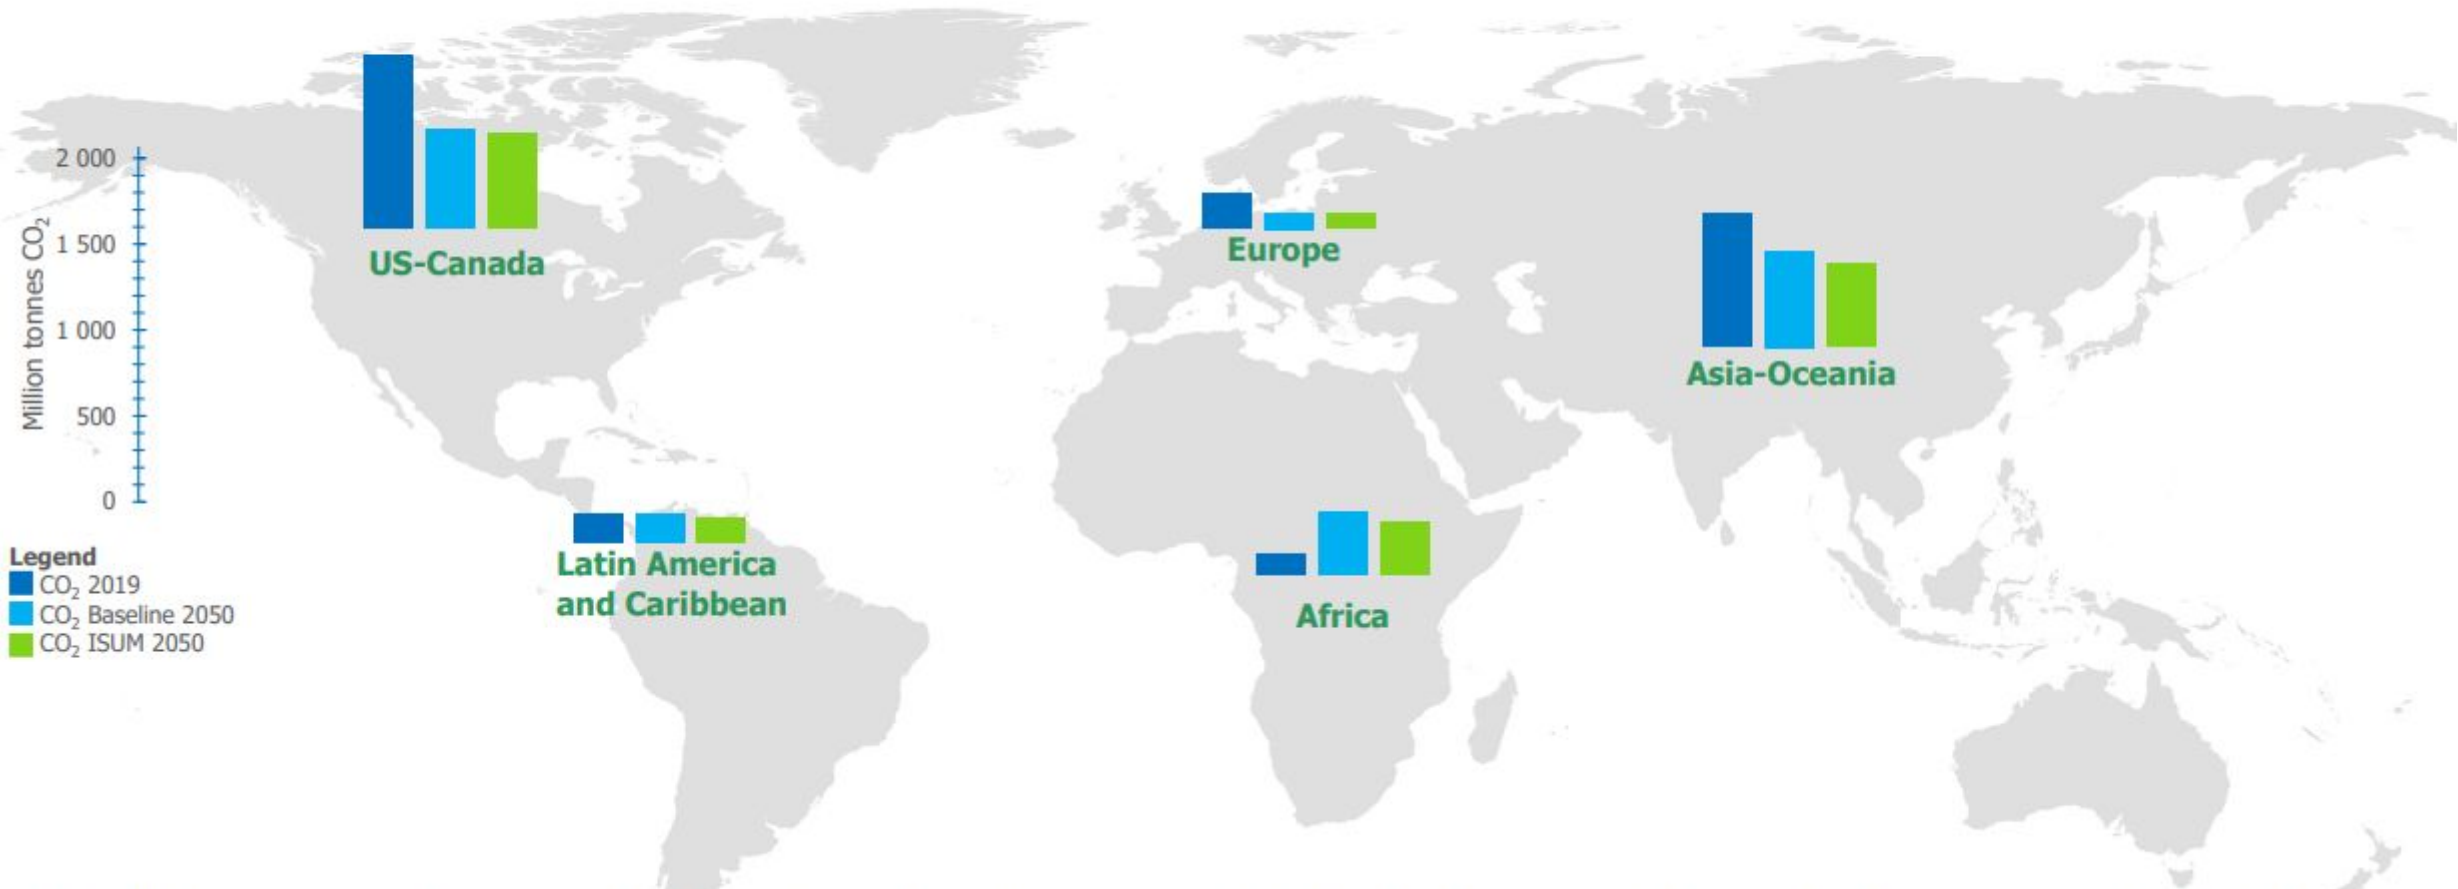 2 000
1 500
1 000
500
0
Million tonnes CO₂
US-Canada
Europe
Asia-Oceania
Latin America
and Caribbean
Africa
Legend
CO₂ 2019
CO₂ Baseline 2050
CO₂ ISUM 2050